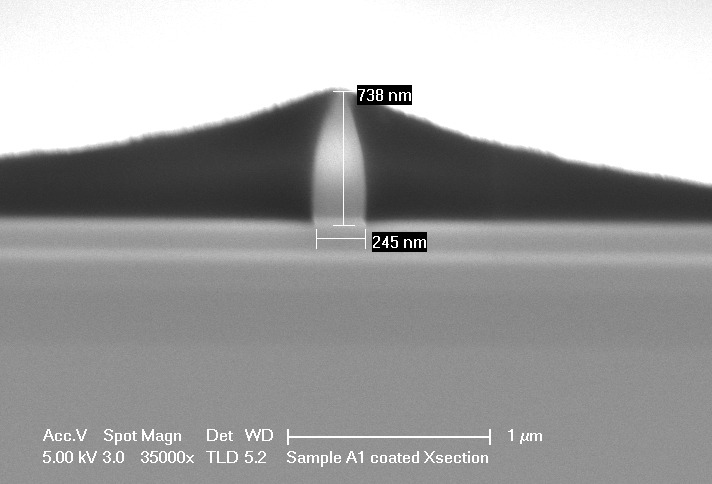 738 nm
245 nm
Acc.V Spot Magn Det WD 1 µm
5.00 kV 3.0 35000x TLD 5.2 Sample A1 coated Xsection